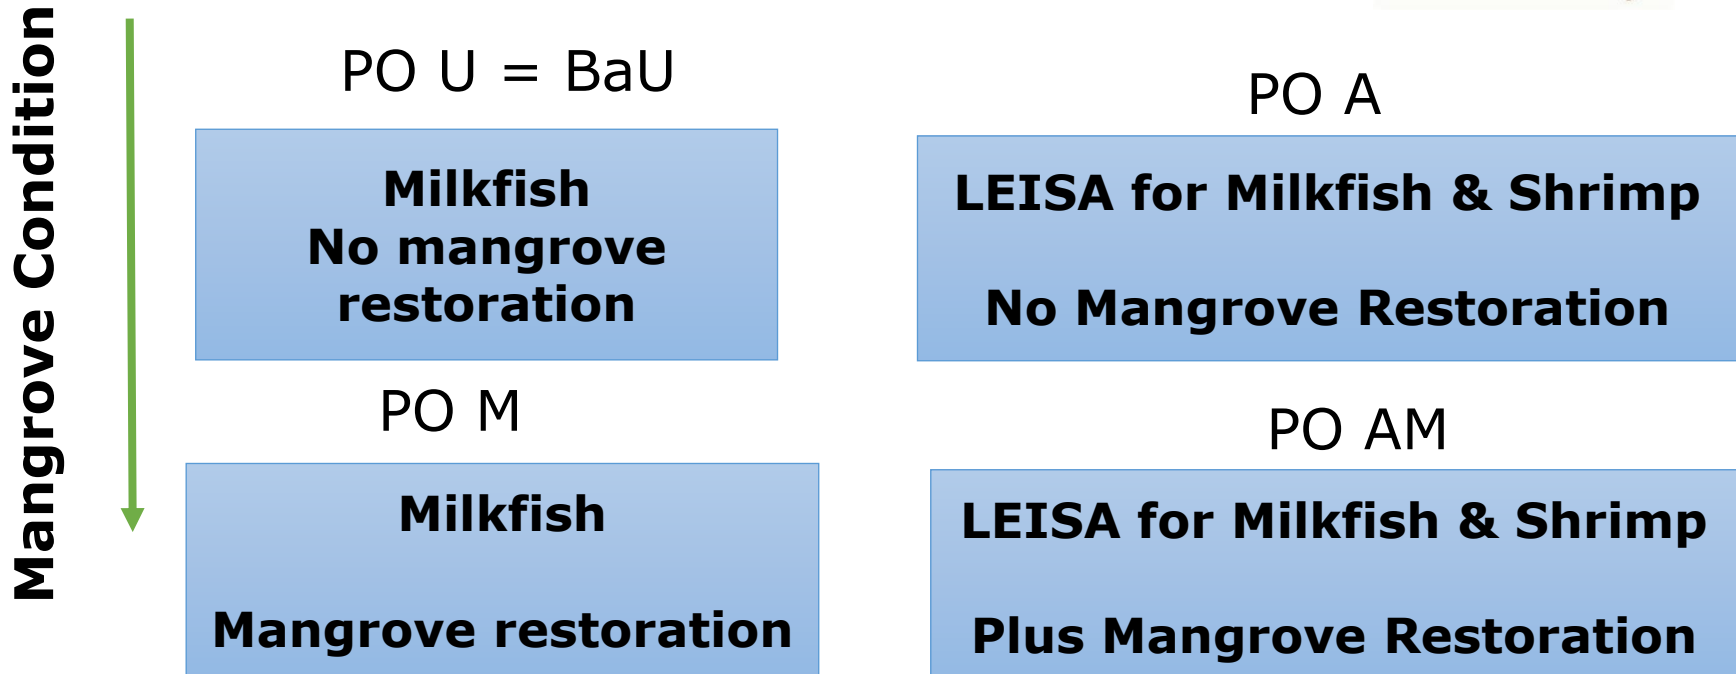 Mangrove Condition
PO U = BaU
Milkfish
No mangrove
restoration
PO A
LEISA for Milkfish & Shrimp
No Mangrove Restoration
PO M
Milkfish
Mangrove restoration
PO AM
LEISA for Milkfish & Shrimp
Plus Mangrove Restoration